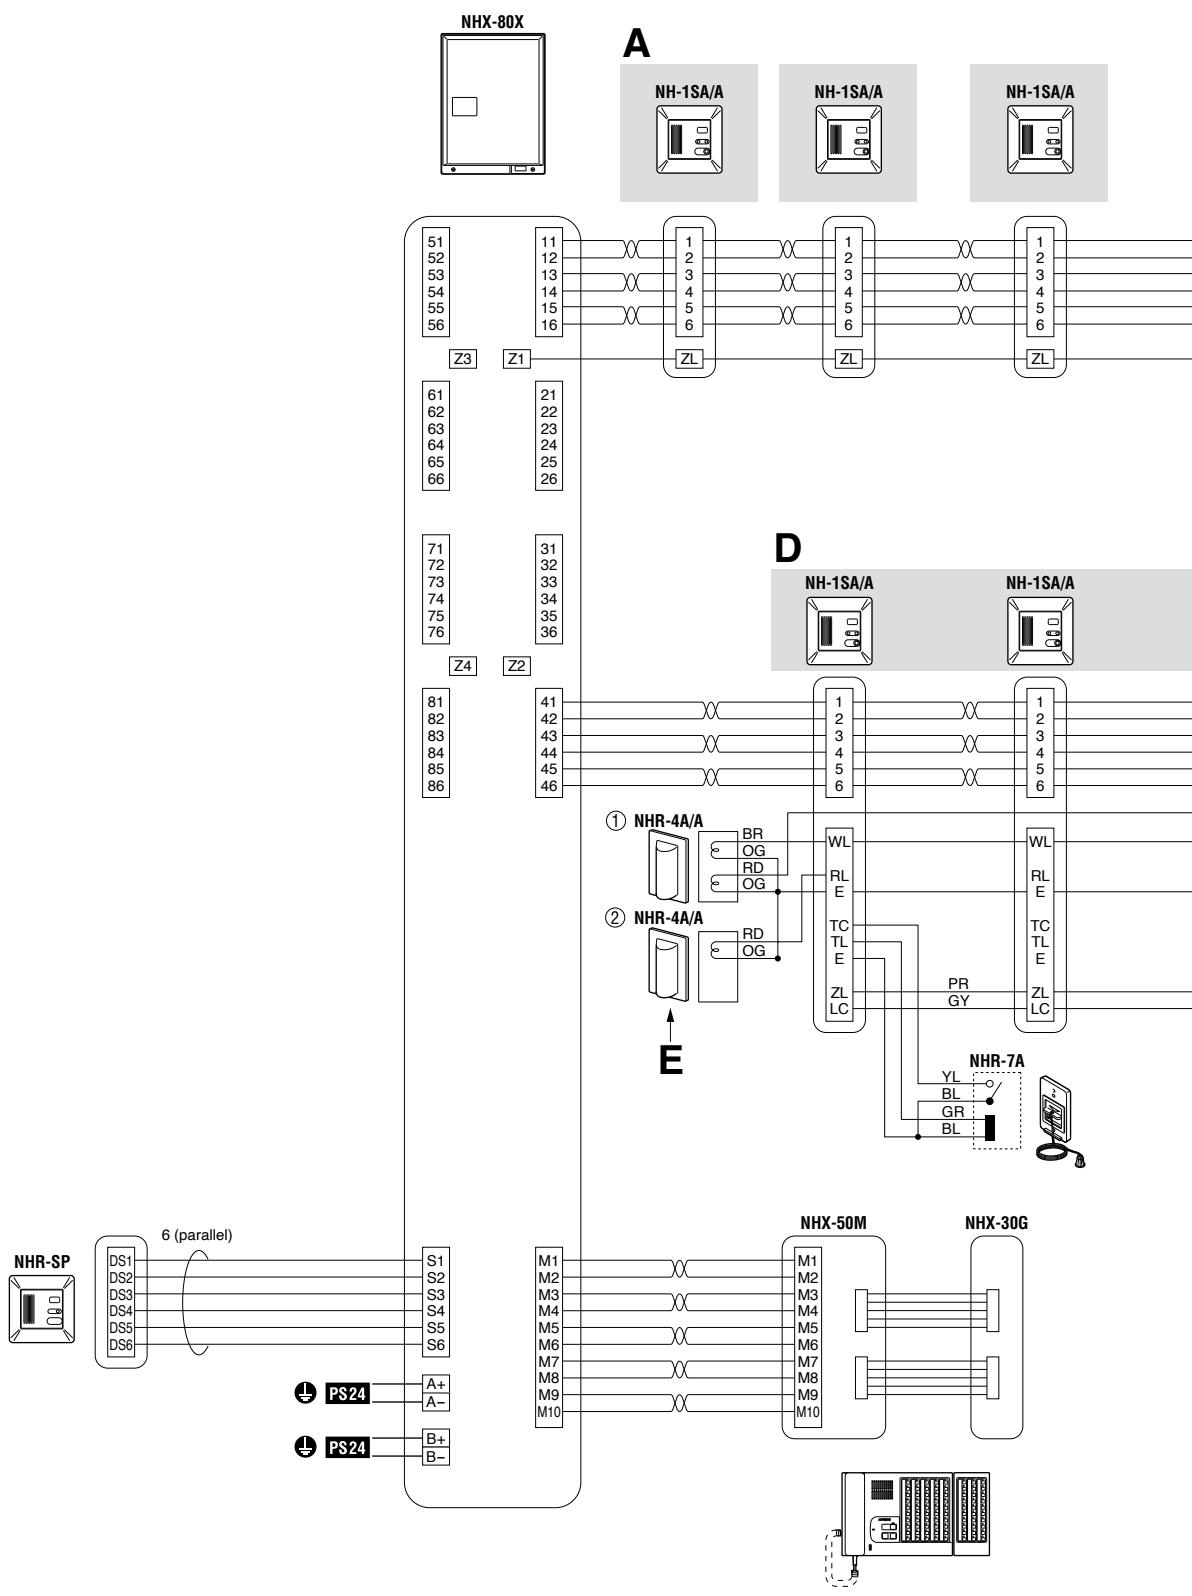 NHX-80X
A
NH-1SA/A NH-1SA/A NH-1SA/A
51 11 1 1 1
52 12 2 2 2
53 13 3 3 3
54 14 4 4 4
55 15 5 5 5
56 16 6 6 6
Z3 Z1 ZL ZL ZL
61 21
62 22
63 23
64 24
65 25
66 26
D
NH-1SA/A NH-1SA/A
71 31
72 32
73 33
74 34
75 35
76 36
Z4 Z2
81 41 1 1
82 42 2 2
83 43 3 3
84 44 4 4
85 45 5 5
86 46 6 6
① NHR-4A/A
BR WL WL
OG
RD RL RL
OG E E
② NHR-4A/A
TC TC
RD TL TL
OG E E
PR ZL ZL
GY LC LC
E
NHR-7A
YL
BL
GR
BL
NHX-50M NHX-30G
6 (parallel)
NHR-SP
DS1 S1 M1 M1
DS2 S2 M2 M2
DS3 S3 M3 M3
DS4 S4 M4 M4
DS5 S5 M5 M5
DS6 S6 M6 M6
M7 M7
M8 M8
PS24 A+ A− M9 M9
M10 M10
PS24 B+ B−